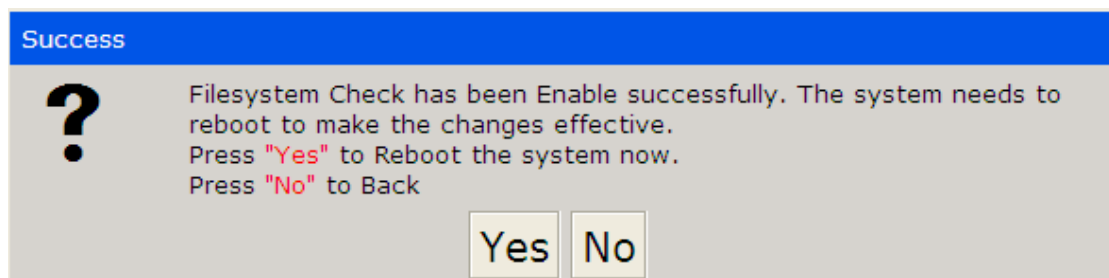 Success
Filesystem Check has been Enable successfully. The system needs to
reboot to make the changes effective.
Press "Yes" to Reboot the system now.
Press "No" to Back
Yes No